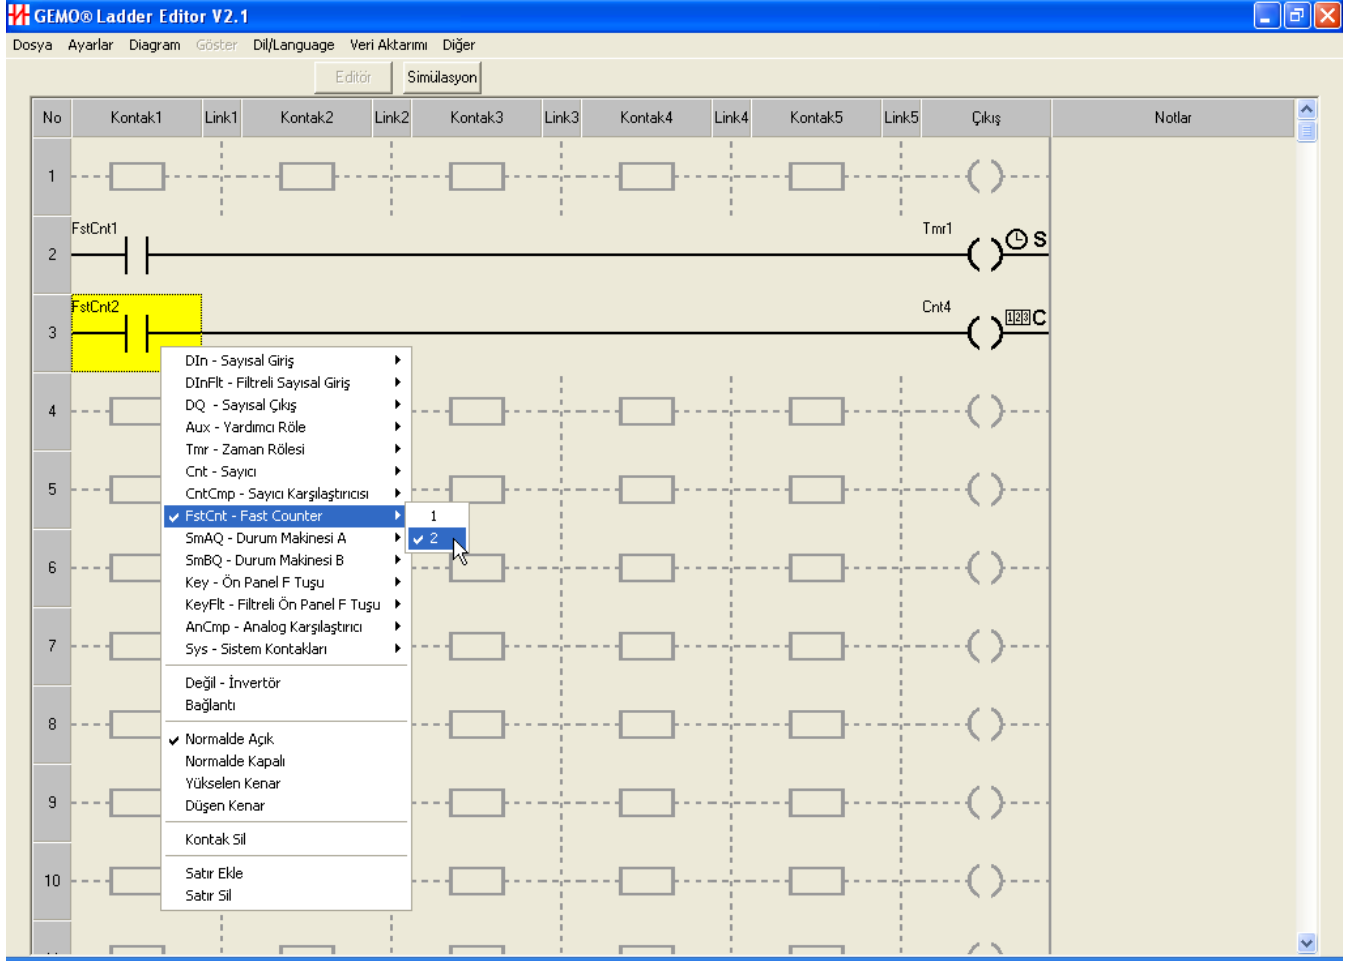 GEMO® Ladder Editor V2.1
Dosya Ayarlar Diagram Göster Dil/Language Veri Aktarımı Diğer
Editör Simülasyon
No Kontak1 Link1 Kontak2 Link2 Kontak3 Link3 Kontak4 Link4 Kontak5 Link5 Çıkış Notlar
1
FstCnt1 Tmr1
2 S
FstCnt2 Cnt4
3 123 C
DIn - Sayısal Giriş
DInFlt - Filtreli Sayısal Giriş
4 DQ - Sayısal Çıkış
Aux - Yardımcı Röle
Tmr - Zaman Rölesi
Cnt - Sayıcı
5 CntCmp - Sayıcı Karşılaştırıcısı
FstCnt - Fast Counter 1
SmAQ - Durum Makinesi A 2
SmBQ - Durum Makinesi B
6 Key - Ön Panel F Tuşu
KeyFlt - Filtreli Ön Panel F Tuşu
AnCmp - Analog Karşılaştırıcı
7 Sys - Sistem Kontakları
Değil - İnvertör
Bağlantı
8 Normalde Açık
Normalde Kapalı
Yükselen Kenar
9 Düşen Kenar
Kontak Sil
10 Satır Ekle
Satır Sil